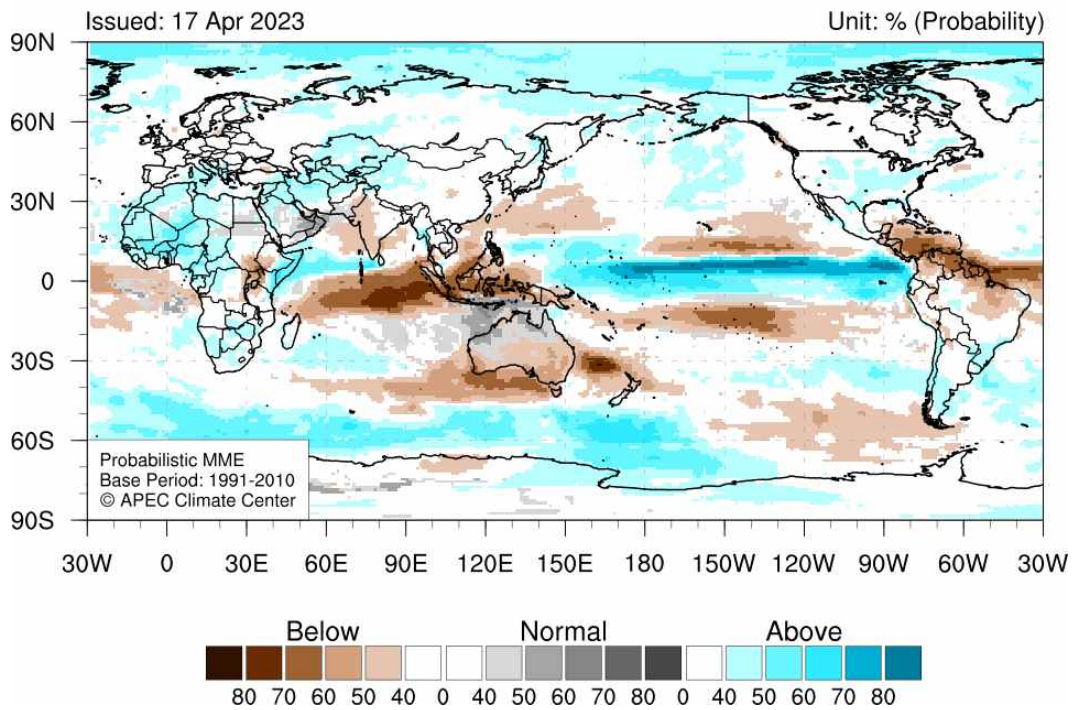 Issued: 17 Apr 2023 Unit: % (Probability)
90N
60N
30N
0
30S
60S
90S
Probabilistic MME
Base Period: 1991-2010
© APEC Climate Center
30W 0 30E 60E 90E 120E 150E 180 150W 120W 90W 60W 30W
Below Normal Above
80 70 60 50 40 0 40 50 60 70 80 0 40 50 60 70 80